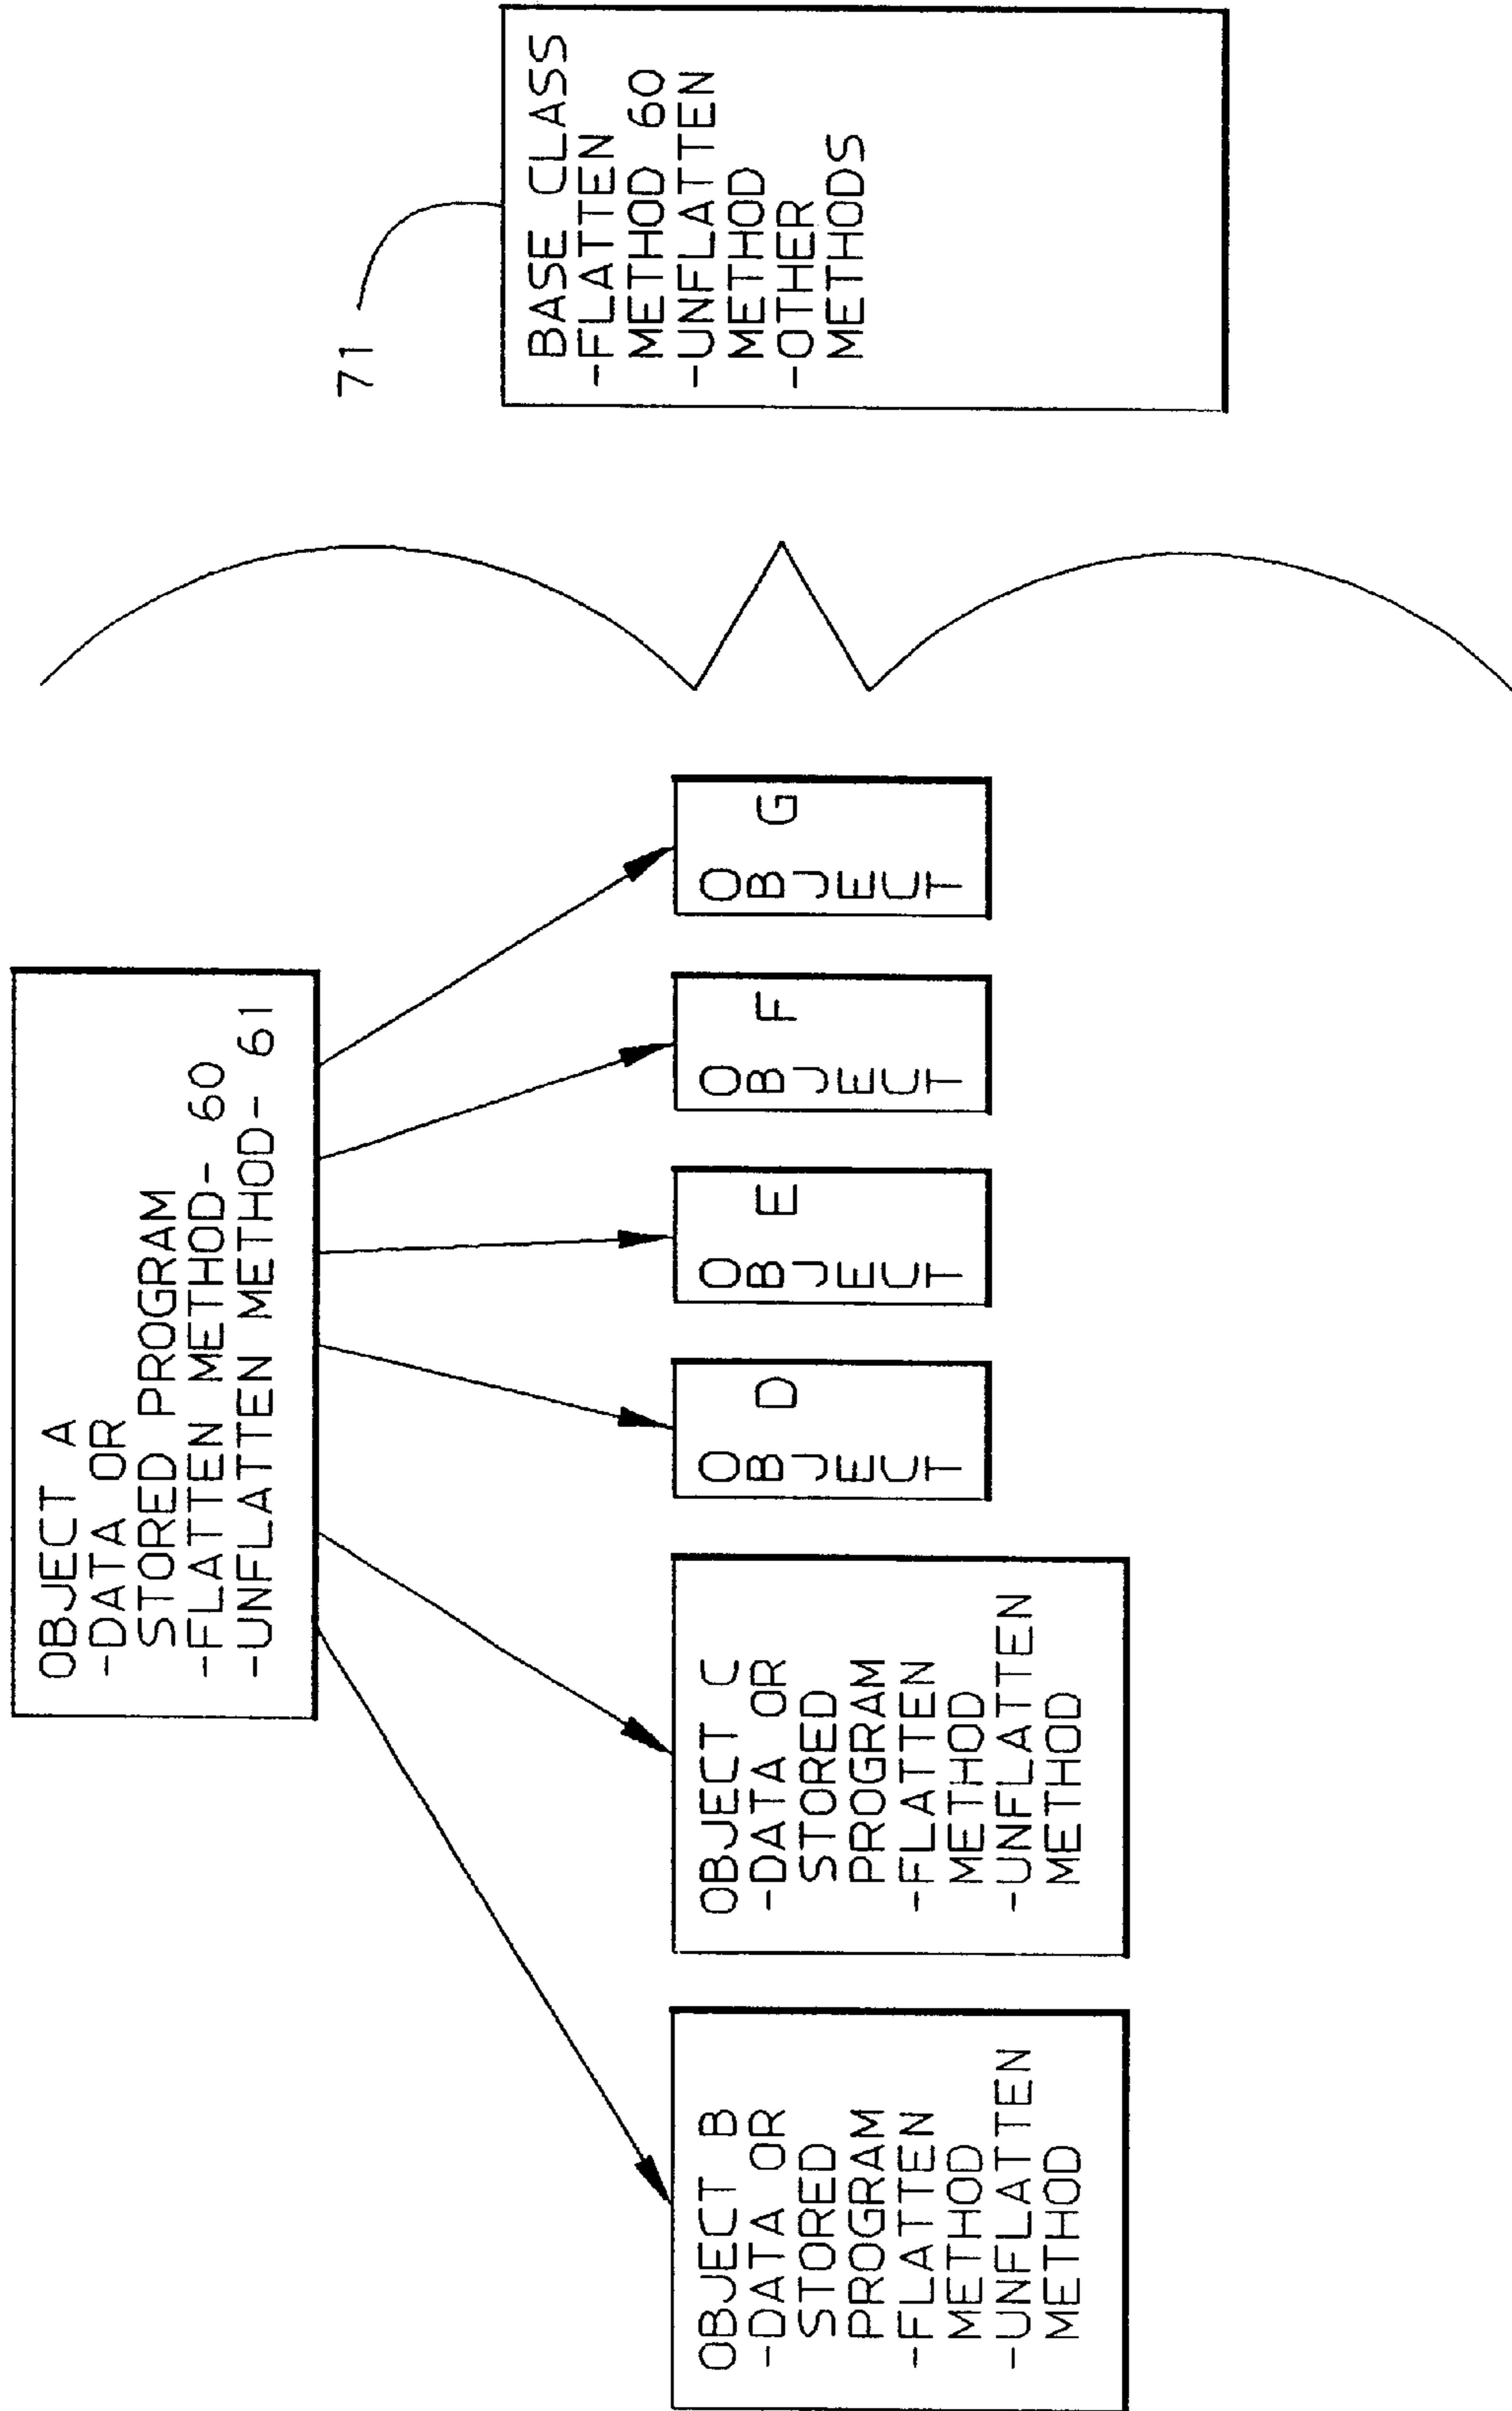 OBJECT A
-DATA OR
STORED PROGRAM
-FLATTEN METHOD- 60
-UNFLATTEN METHOD- 61
OBJECT B
-DATA OR
STORED
PROGRAM
-FLATTEN
METHOD
-UNFLATTEN
METHOD
OBJECT C
-DATA OR
STORED
PROGRAM
-FLATTEN
METHOD
-UNFLATTEN
METHOD
OBJECT D
OBJECT E
OBJECT F
OBJECT G
71
BASE CLASS
-FLATTEN
METHOD 60
-UNFLATTEN
METHOD
-OTHER
METHODS